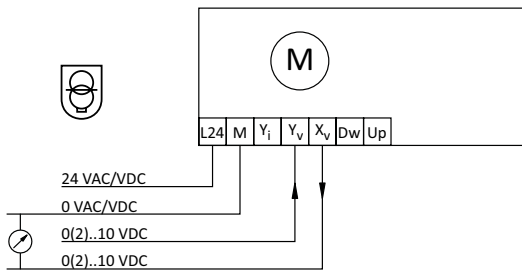 M
L24 M Yi Yv Xv Dw Up
24 VAC/VDC
0 VAC/VDC
0(2)..10 VDC
0(2)..10 VDC